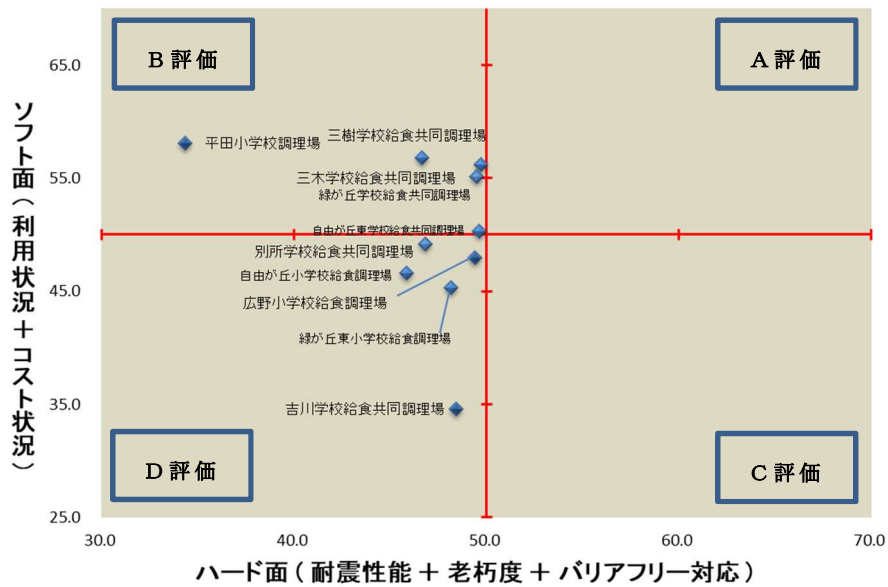 B 評価
A 評価
65.0
三樹学校給食共同調理場
平田小学校調理場
三木学校給食共同調理場
55.0
緑が丘学校給食共同調理場
自由が丘東学校給食共同調理場
別所学校給食共同調理場
自由が丘小学校給食調理場
45.0
広野小学校給食調理場
緑が丘東小学校給食調理場
35.0
吉川学校給食共同調理場
D 評価
C 評価
25.0
30.0
40.0
50.0
60.0
70.0
ソフト面(利用状況+コスト状況)
ハード面(耐震性能 + 老朽度 + バリアフリー対応)